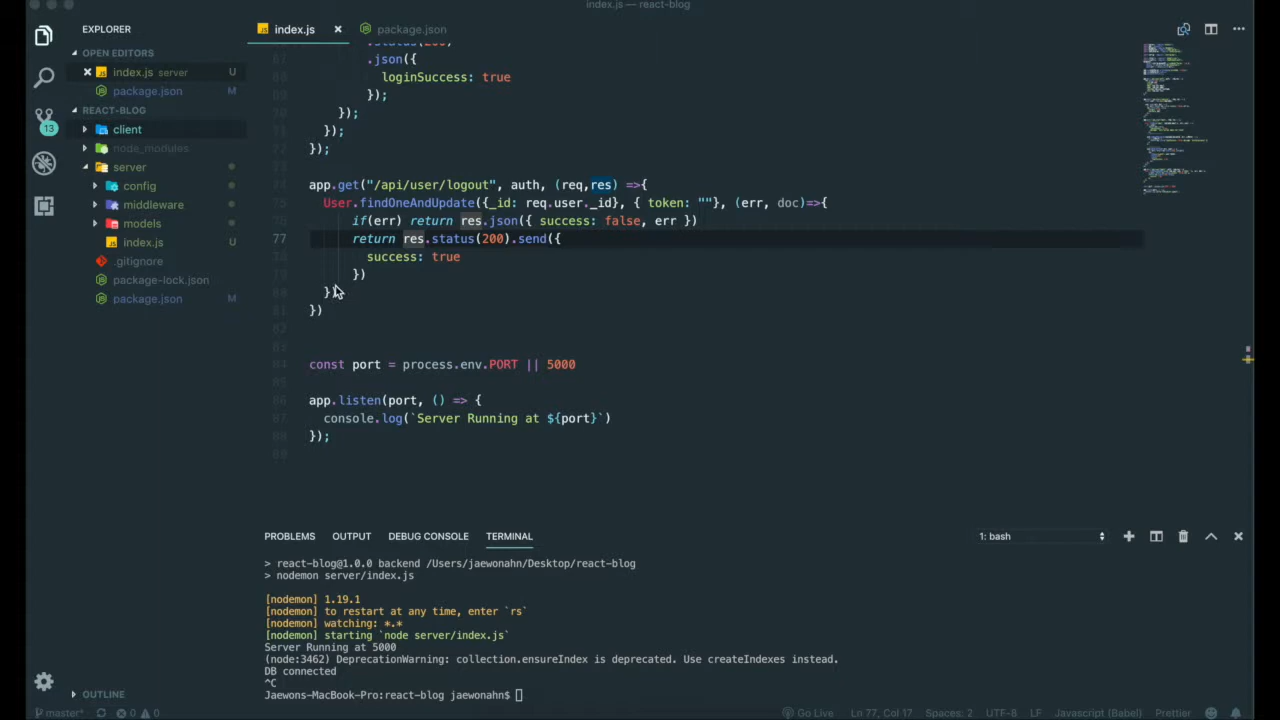 index.js — react-blog
EXPLORER
index.js
package.json
OPEN EDITORS
index.js server U
package.json M
REACT-BLOG
client
node_modules
server
config
middleware
models
index.js U
.gitignore
package-lock.json
package.json M
13
.json({
loginSuccess: true
});
});
});
});
app.get("/api/user/logout", auth, (req,res) =>{
User.findOneAndUpdate({_id: req.user._id}, { token: ""}, (err, doc)=>{
if(err) return res.json({ success: false, err })
77 return res.status(200).send({
success: true
})
})
})
const port = process.env.PORT || 5000
app.listen(port, () => {
console.log(`Server Running at ${port}`)
});
PROBLEMS OUTPUT DEBUG CONSOLE TERMINAL 1: bash
> react-blog@1.0.0 backend /Users/jaewonahn/Desktop/react-blog
> nodemon server/index.js
[nodemon] 1.19.1
[nodemon] to restart at any time, enter `rs`
[nodemon] watching: *.*
[nodemon] starting `node server/index.js`
Server Running at 5000
(node:3462) DeprecationWarning: collection.ensureIndex is deprecated. Use createIndexes instead.
DB connected
^C
Jaewons-MacBook-Pro:react-blog jaewonahn$
OUTLINE
master* 0 0 Go Live Ln 77, Col 17 Spaces: 2 UTF-8 LF Javascript (Babel) Prettier